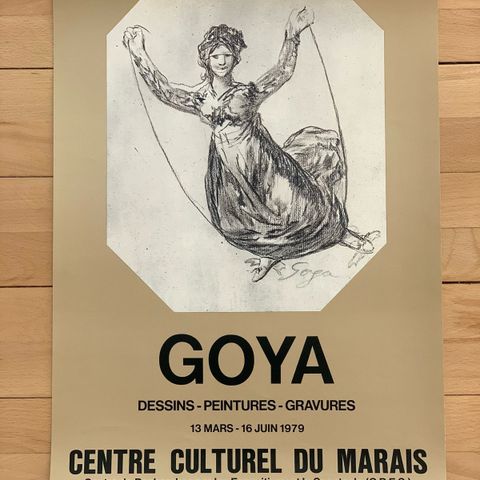 Goya
GOYA
DESSINS - PEINTURES - GRAVURES
13 MARS - 16 JUIN 1979
CENTRE CULTUREL DU MARAIS